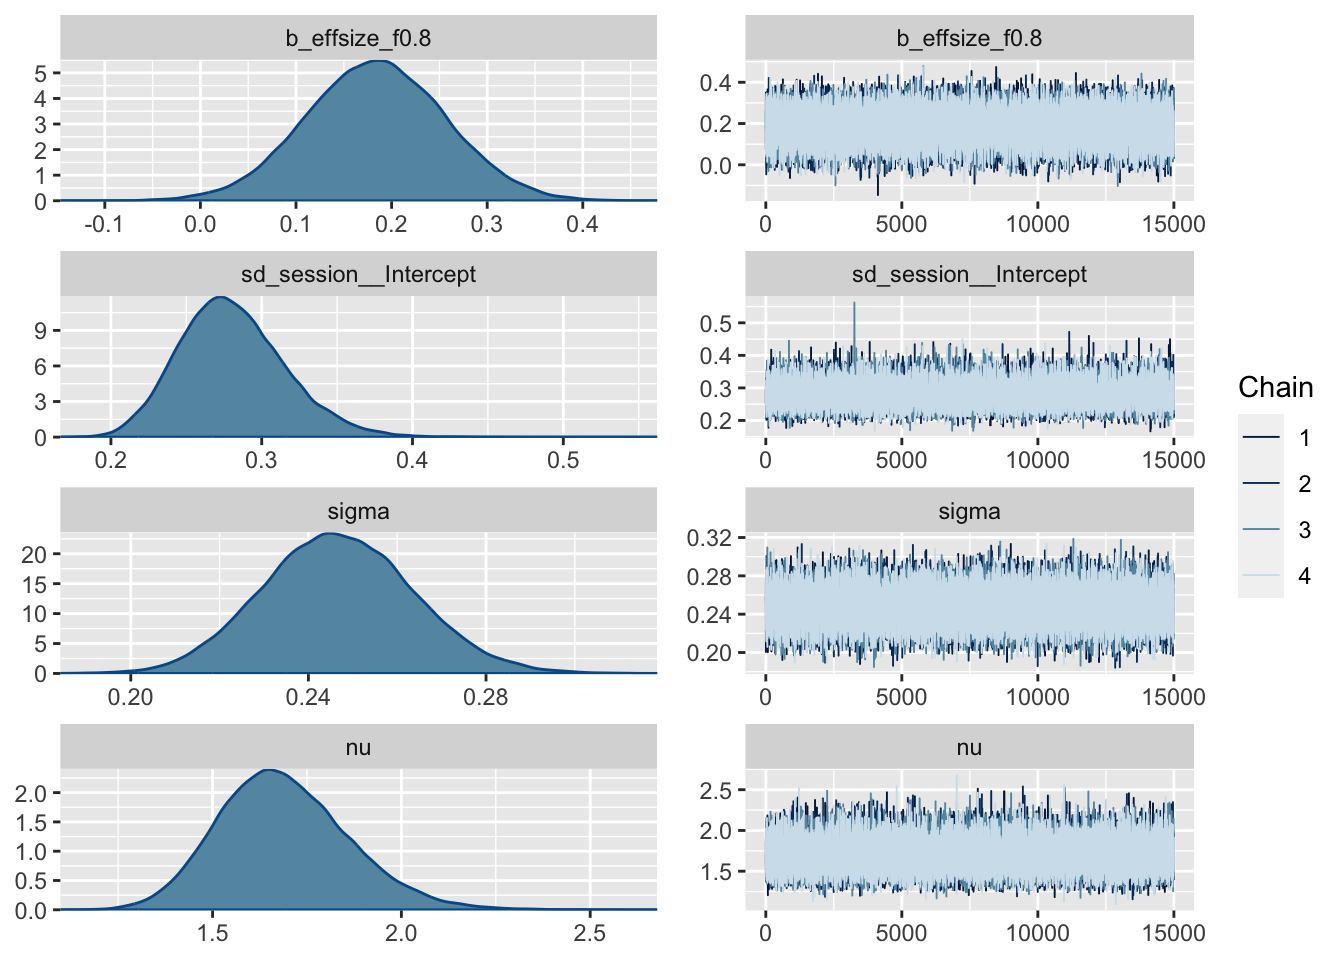 b_effsize_f0.8
b_effsize_f0.8
5
4
3
2
1
0
-0.1 0.0 0.1 0.2 0.3 0.4
0.4
0.2
0.0
0 5000 10000 15000
sd_session__Intercept
sd_session__Intercept
9
6
3
0
0.2 0.3 0.4 0.5
0.5
0.4
0.3
0.2
0 5000 10000 15000
sigma
sigma
20
15
10
5
0
0.20 0.24 0.28
0.32
0.28
0.24
0.20
0 5000 10000 15000
nu
nu
2.0
1.5
1.0
0.5
0.0
1.5 2.0 2.5
2.5
2.0
1.5
0 5000 10000 15000
Chain
1
2
3
4